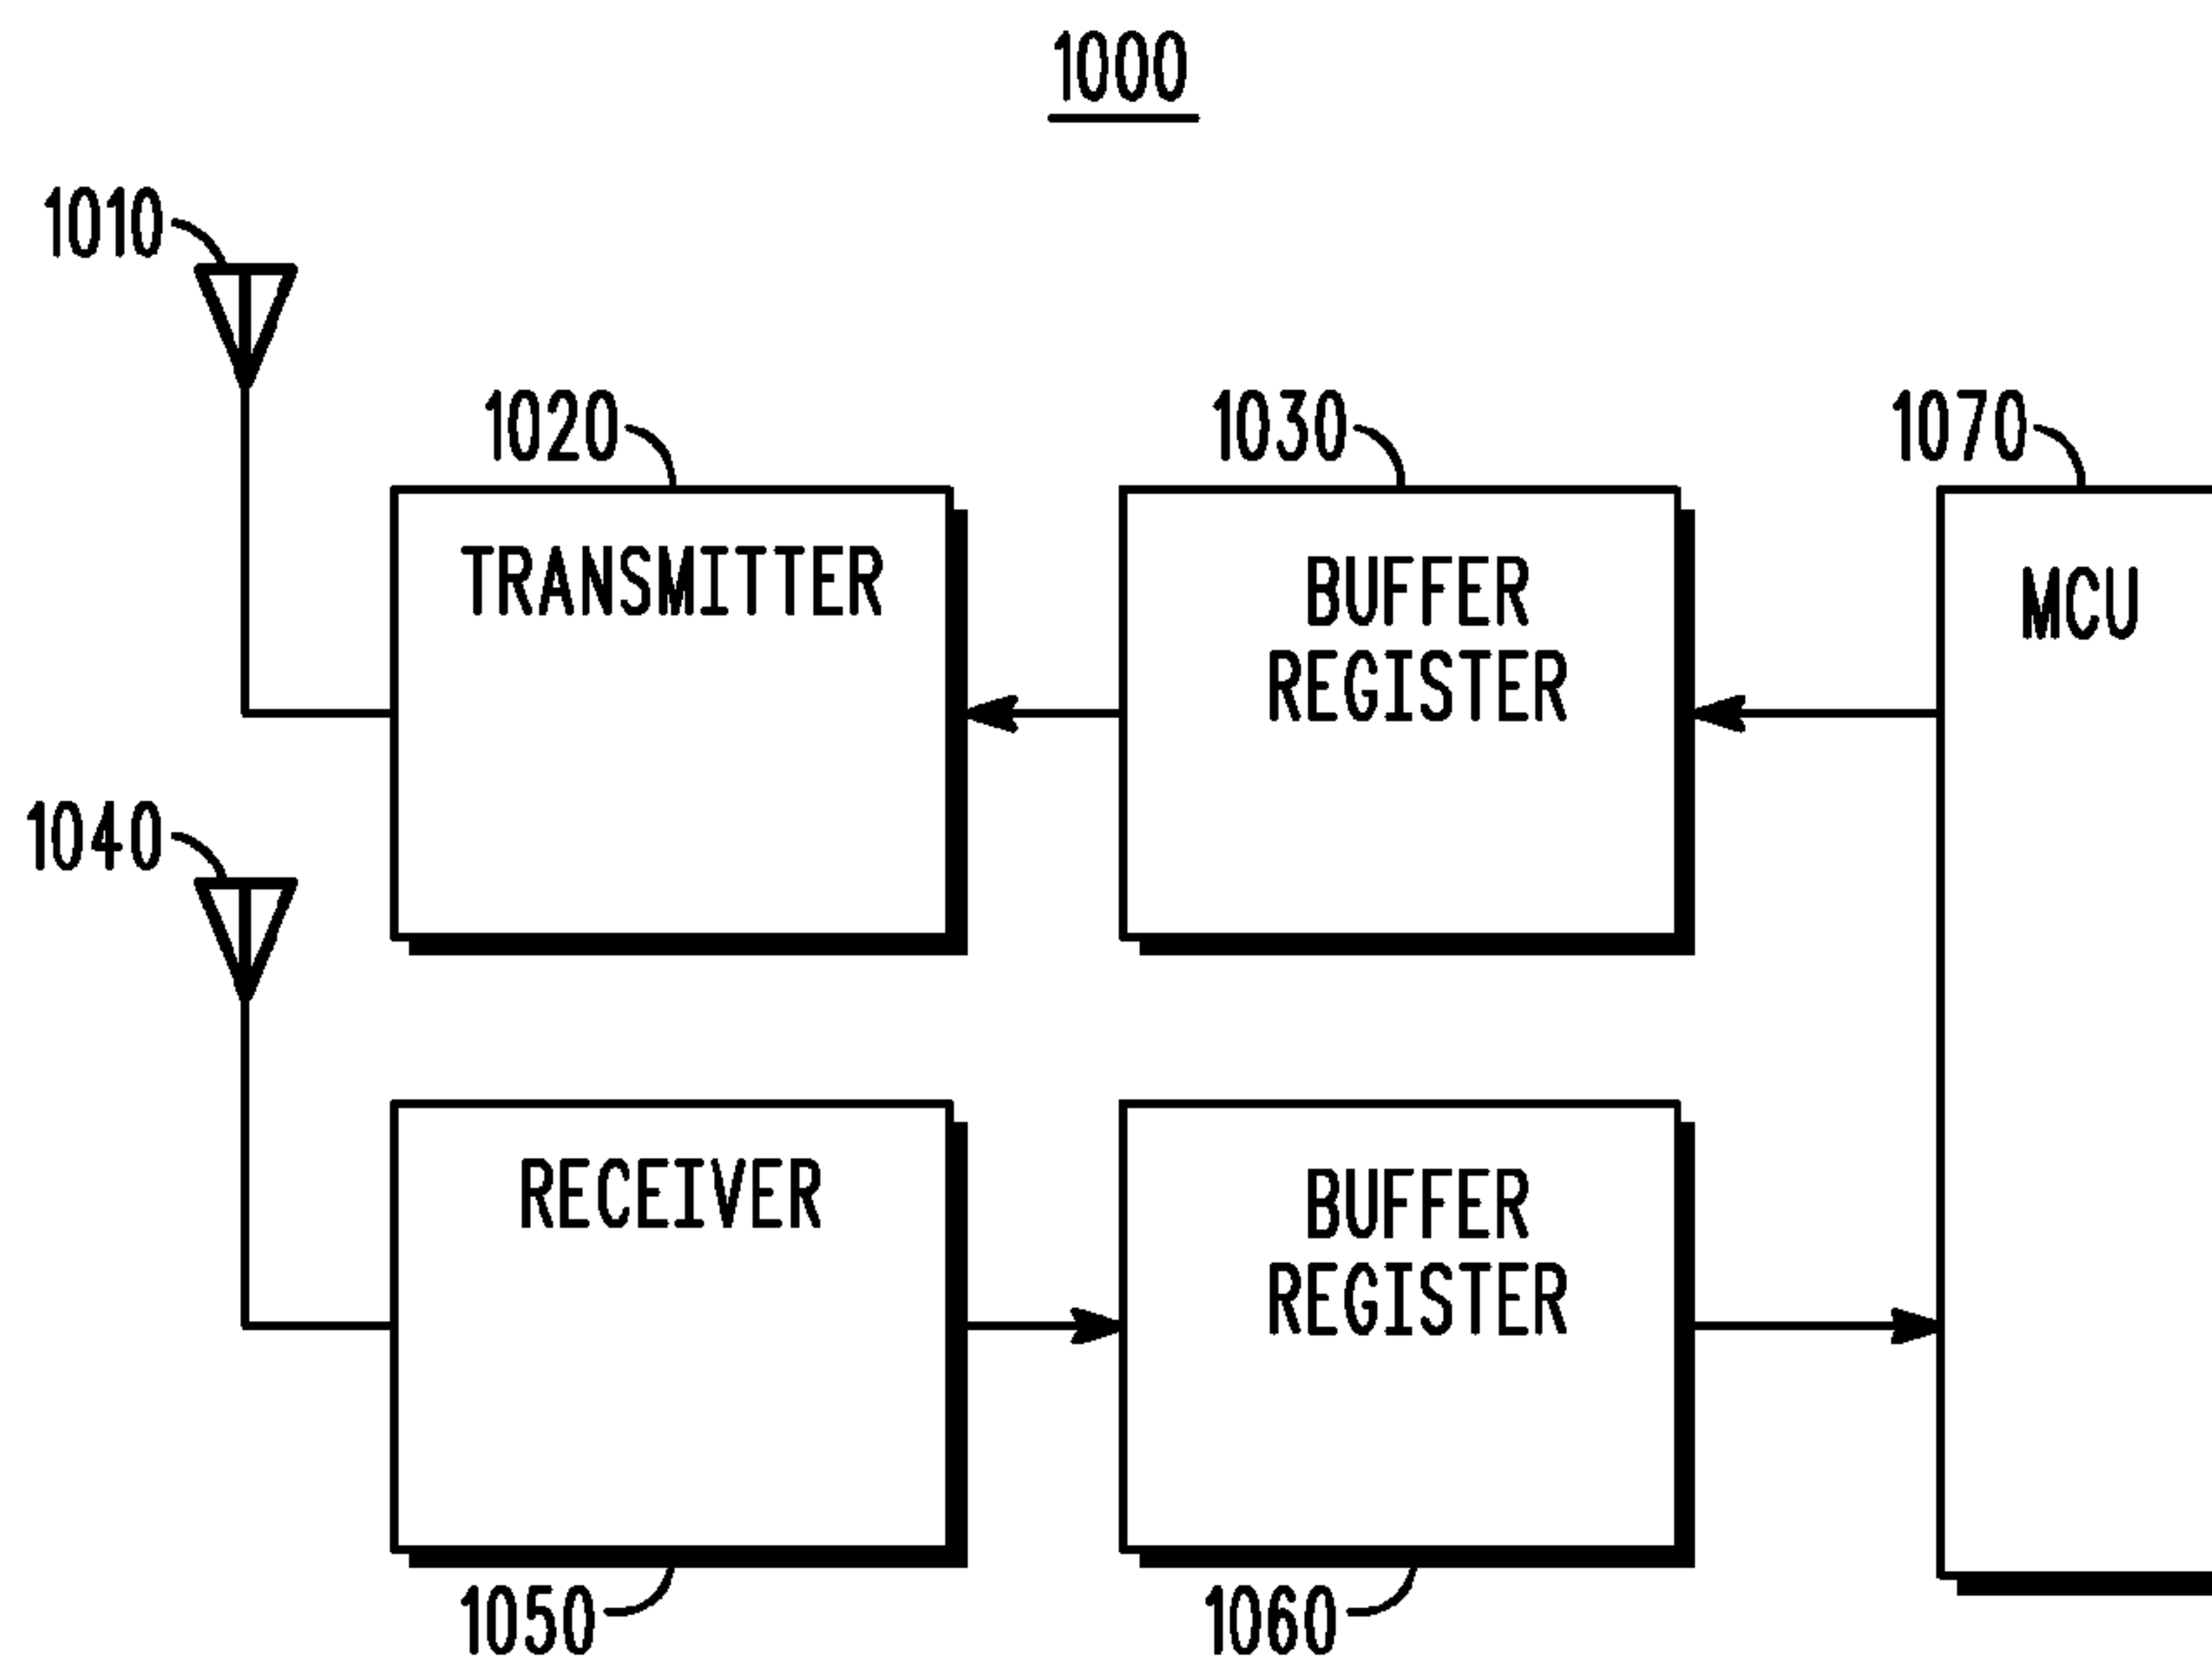 1000
1010
1020
1030
1070
TRANSMITTER
BUFFER
REGISTER
MCU
1040
RECEIVER
BUFFER
REGISTER
1050
1060